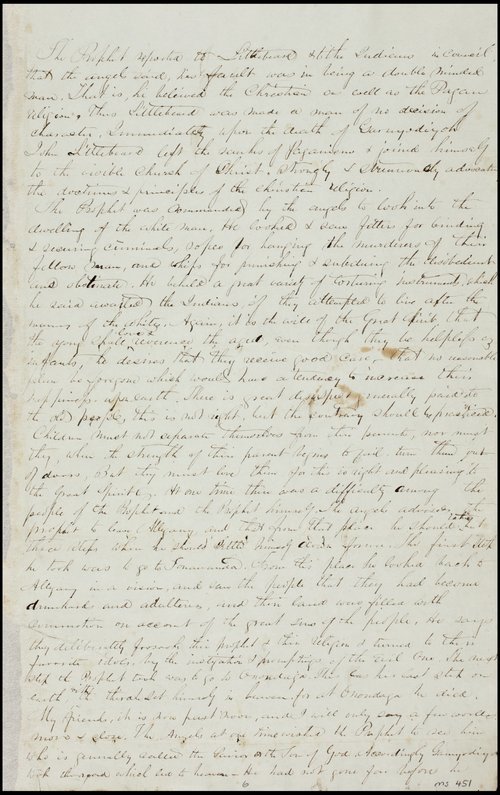 The Prophet reported to Littlebeard & to the Indians in Council,
that the angel said, his fault was in being a double minded
man. That is, he believed the Christian as well as the Pagan
religion, thus, Littlebeard was made a man of no decision of
character, Immediately upon the death of Ganyodiyoh
John Littlebeard left the ranks of Paganism & joined himself
to the visible Church of Christ, strongly & strenuously advocated
the doctrines & principles of the Christian religion.
The Prophet was commanded by the angels to look into the
dwelling of the white man. He looked & saw fetters for binding
& securing criminals, ropes for hanging the murderers of their
fellow man, and whips for punishing & subduing the disobedient
and obstinate. He beheld a great variety of torturing instruments which
he said awaited the Indians if they attempted to live after the
manner of the whites. Again, it is the will of the Great Spirit, that
the young shall reverence the aged, even though they be helpless as
infants, he desires that they receive good care, that no reasonable
be foregone which would have a tendency to increase their
happiness upon earth. There is great disrespect usually paid to
the old people, this is not right, but the contrary should be practiced.
Children must not separate themselves from their parents, nor must
they, when the strength of their parent begins to fail turn them out
of doors, But they must love them for this is right and pleasing to
the Great Spirit. At one time there was a difficulty among the
people of the Prophet and the Prophet himself. The angels advised the
prophet to leave Allegany and that from that place he should take
three steps when he should settle himself down forever. The first step
he took was to go to Tonawanda. From this place he looked back to
Allegany in a vision, and saw the people that they had become
drunkards and adulterers, and their land were filled with
commotion on account of the great sins of the people. He says
they deliberately forsook their prophet & their religion & turned to their
favorite idols, by the instigation & promptings of the evil One. The next
step the Prophet took was to go to Onondaga This was his last step on
earth the third set himself in heaven for at Onondaga he died.
My friends, it is now past noon, and I will only say a few words
more & close. The Angels at one time wished the Prophet to see him
who is generally called the Savior or the Son of God accordingly Ganyodiyoh
took the road which led to heaven — He had not gone far before he
6
ms 451